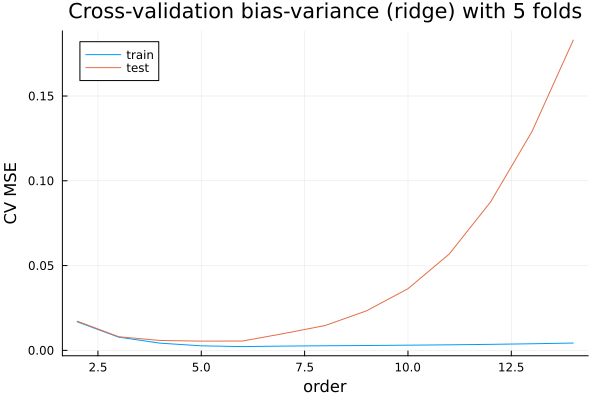 Cross-validation bias-variance (ridge) with 5 folds
train
test
0.15
0.10
0.05
0.00
CV MSE
2.5 5.0 7.5 10.0 12.5
order